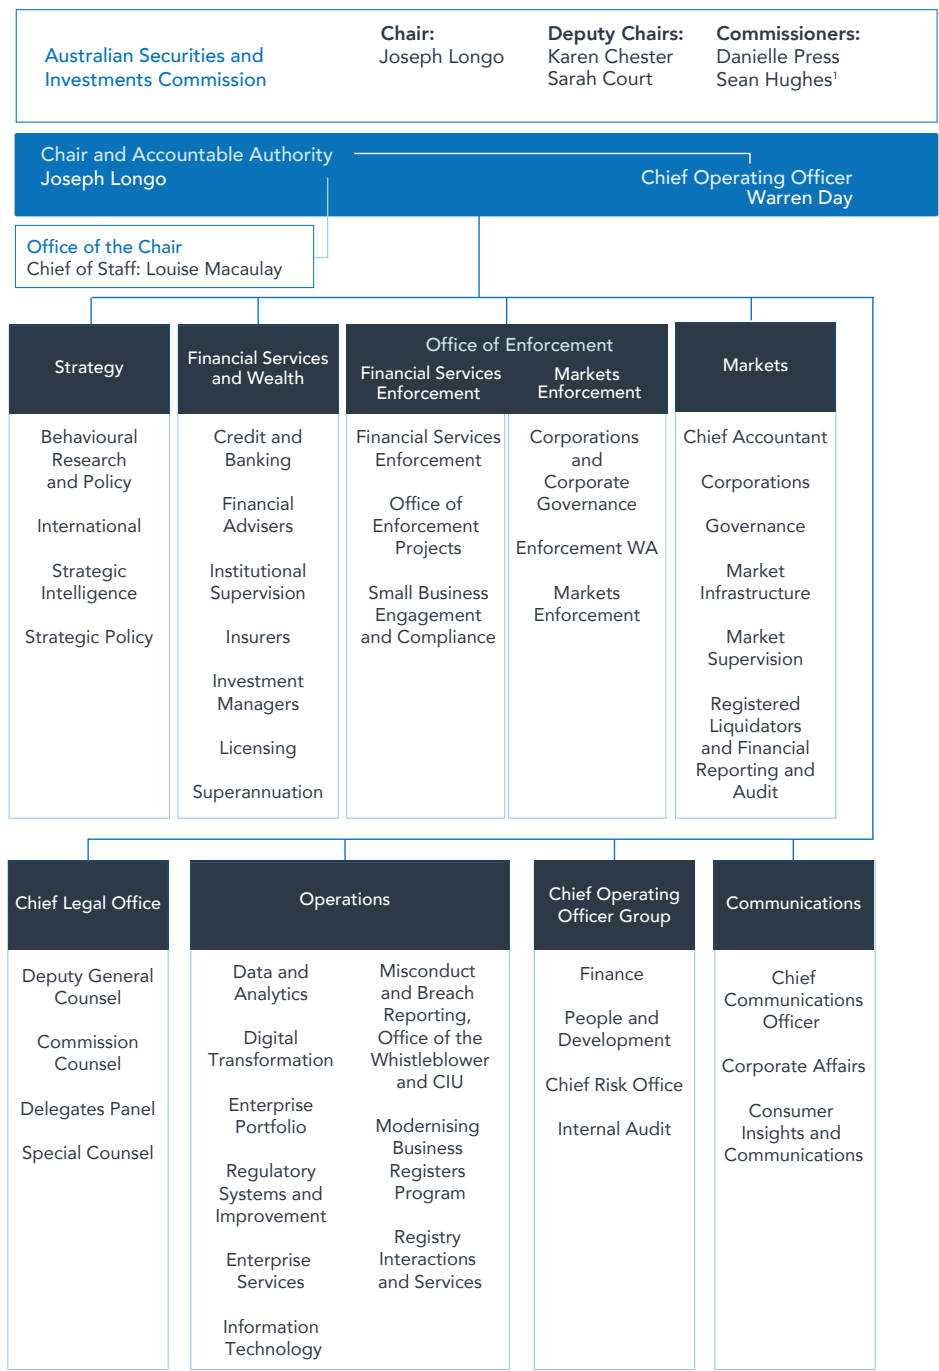 Australian Securities and
Investments Commission
Chair:
Joseph Longo
Deputy Chairs:
Karen Chester
Sarah Court
Commissioners:
Danielle Press
Sean Hughes¹
Chair and Accountable Authority
Joseph Longo
Chief Operating Officer
Warren Day
Office of the Chair
Chief of Staff: Louise Macaulay
Strategy
Behavioural
Research
and Policy
International
Strategic
Intelligence
Strategic Policy
Financial Services
and Wealth
Credit and
Banking
Financial
Advisers
Institutional
Supervision
Insurers
Investment
Managers
Licensing
Superannuation
Office of Enforcement
Financial Services
Enforcement
Financial Services
Enforcement
Office of
Enforcement
Projects
Small Business
Engagement
and Compliance
Markets
Enforcement
Corporations
and
Corporate
Governance
Enforcement WA
Markets
Enforcement
Markets
Chief Accountant
Corporations
Governance
Market
Infrastructure
Market
Supervision
Registered
Liquidators
and Financial
Reporting and
Audit
Chief Legal Office
Deputy General
Counsel
Commission
Counsel
Delegates Panel
Special Counsel
Operations
Data and
Analytics
Digital
Transformation
Enterprise
Portfolio
Regulatory
Systems and
Improvement
Enterprise
Services
Information
Technology
Misconduct
and Breach
Reporting,
Office of the
Whistleblower
and CIU
Modernising
Business
Registers
Program
Registry
Interactions
and Services
Chief Operating
Officer Group
Finance
People and
Development
Chief Risk Office
Internal Audit
Communications
Chief
Communications
Officer
Corporate Affairs
Consumer
Insights and
Communications